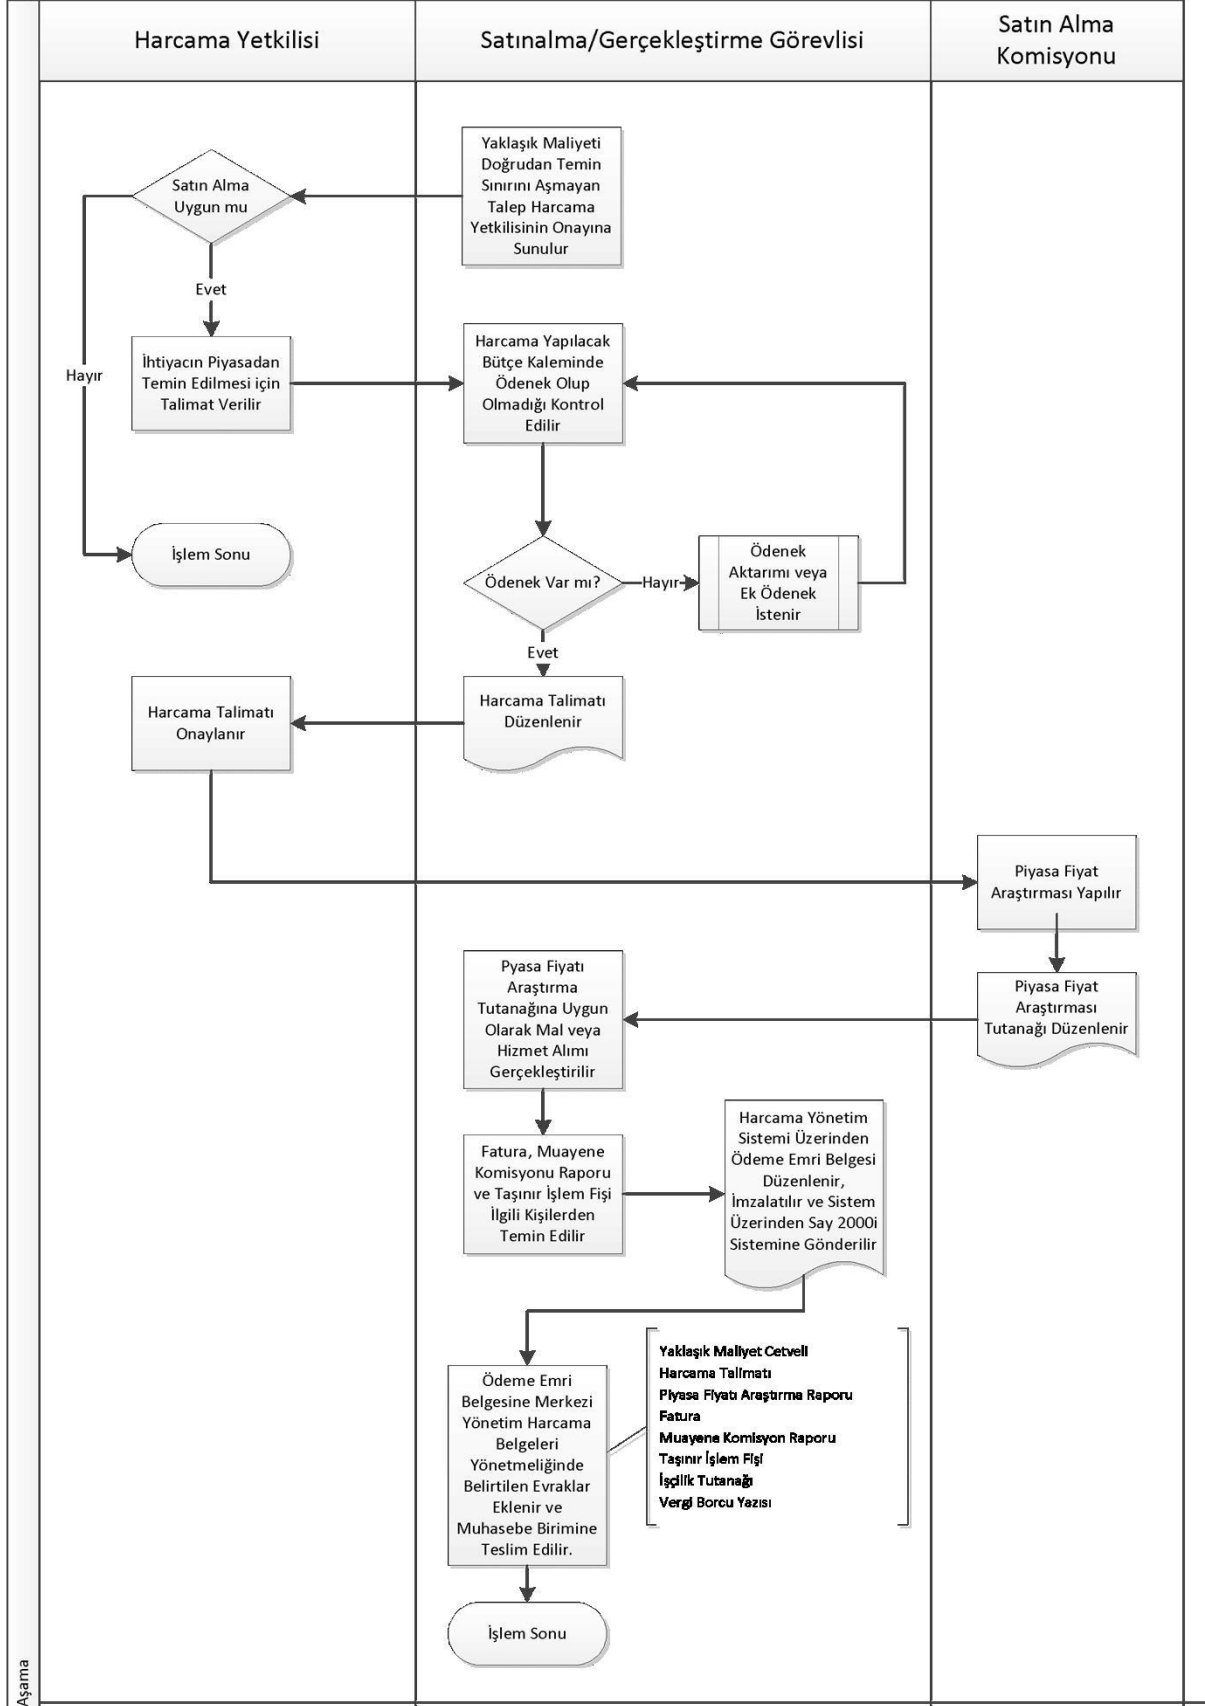 Harcama Yetkilisi
Satınalma/Gerçekleştirme Görevlisi
Satın Alma
Komisyonu
Yaklaşık Maliyeti
Doğrudan Temin
Sınırını Aşmayan
Talep Harcama
Yetkilisinin Onayına
Sunulur
Satın Alma
Uygun mu
Evet
Hayır
İhtiyacın Piyasadan
Temin Edilmesi için
Talimat Verilir
Harcama Yapılacak
Bütçe Kaleminde
Ödenek Olup
Olmadığı Kontrol
Edilir
İşlem Sonu
Ödenek Var mı?
Hayır
Ödenek
Aktarımı veya
Ek Ödenek
İstenir
Evet
Harcama Talimatı
Düzenlenir
Harcama Talimatı
Onaylanır
Piyasa Fiyat
Araştırması Yapılır
Piyasa Fiyat
Araştırması
Tutanağı Düzenlenir
Pyasa Fiyatı
Araştırma
Tutanağına Uygun
Olarak Mal veya
Hizmet Alımı
Gerçekleştirilir
Fatura, Muayene
Komisyonu Raporu
ve Taşınır İşlem Fişi
İlgili Kişilerden
Temin Edilir
Harcama Yönetim
Sistemi Üzerinden
Ödeme Emri Belgesi
Düzenlenir,
İmzalatılır ve Sistem
Üzerinden Say 2000i
Sistemine Gönderilir
Ödeme Emri
Belgesine Merkezi
Yönetim Harcama
Belgeleri
Yönetmeliğinde
Belirtilen Evraklar
Eklenir ve
Muhasebe Birimine
Teslim Edilir.
Yaklaşık Maliyet Cetveli
Harcama Talimatı
Piyasa Fiyatı Araştırma Raporu
Fatura
Muayene Komisyon Raporu
Taşınır İşlem Fişi
İşçilik Tutanağı
Vergi Borcu Yazısı
İşlem Sonu
Aşama